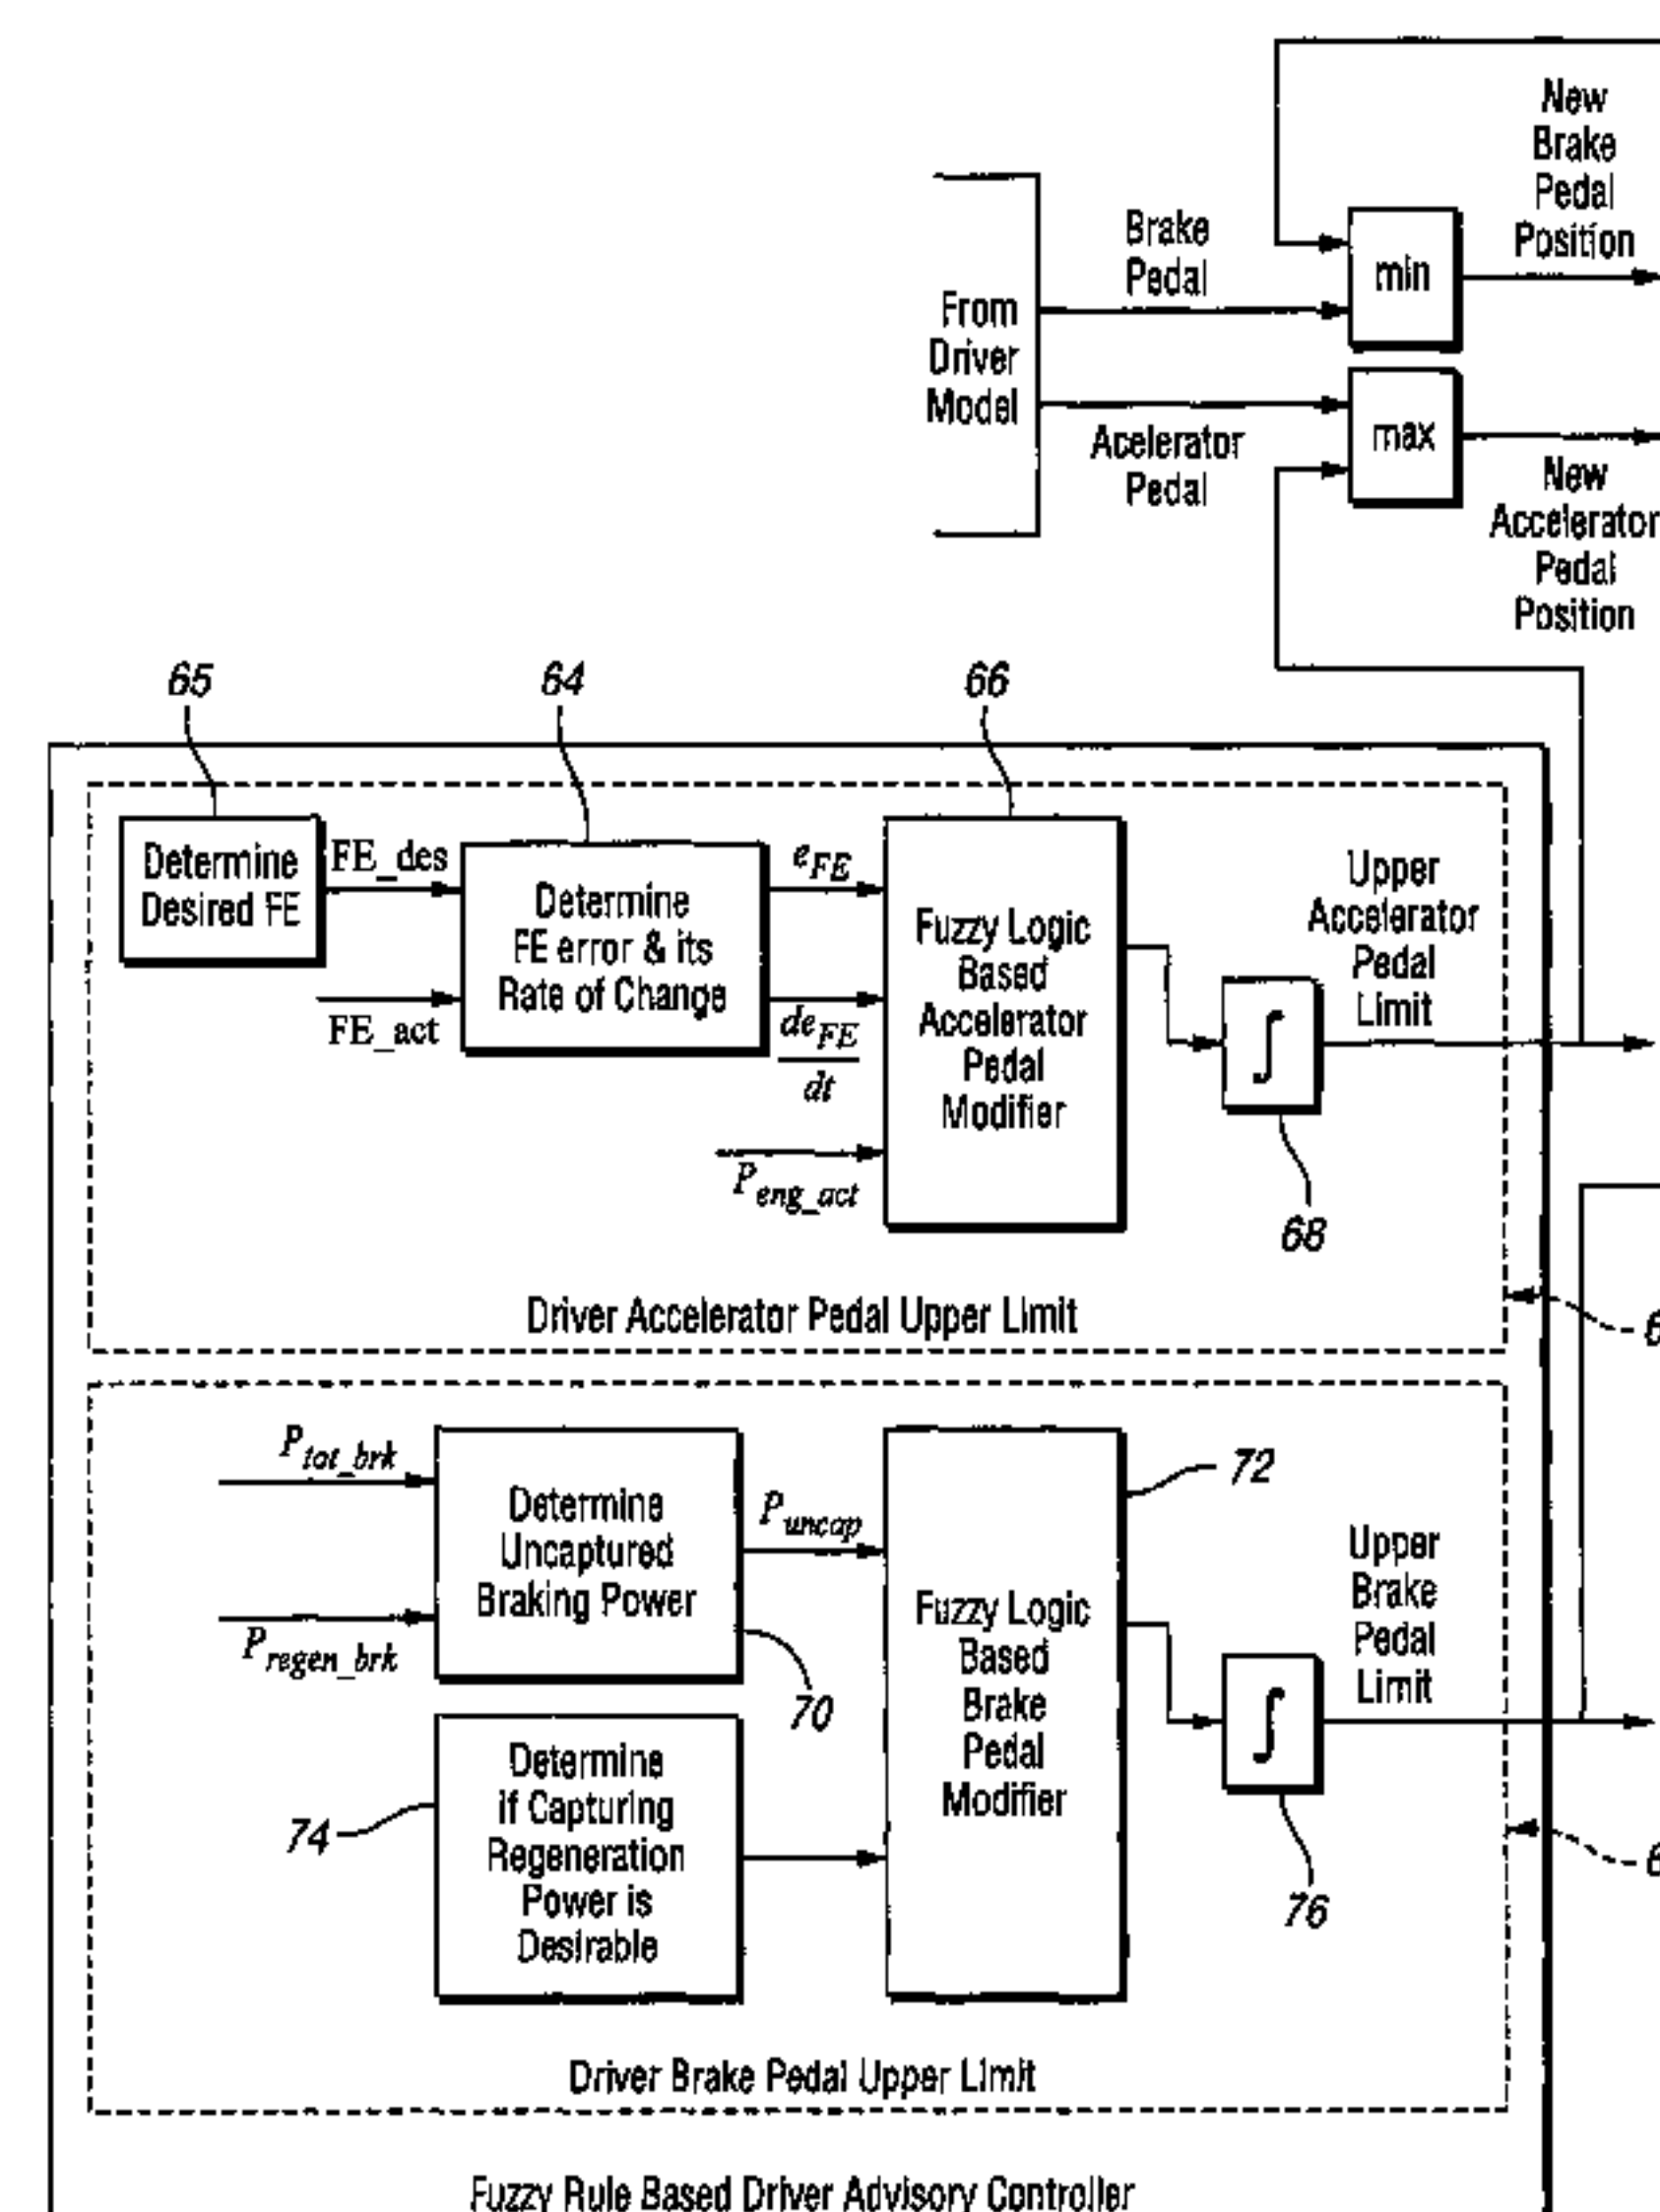 New
Brake
Pedal
Position
Brake
Pedal
min
From
Driver
Model
max
Acelerator
Pedal
New
Accelerator
Pedal
Position
65
64
66
Determine
Desired FE
FE_des
FE_act
Determine
FE error & its
Rate of Change
e_FE
de_FE
dt
P_eng_act
Fuzzy Logic
Based
Accelerator
Pedal
Modifier
∫
68
Upper
Accelerator
Pedal
Limit
Driver Accelerator Pedal Upper Limit
P_tot_brk
P_regen_brk
Determine
Uncaptured
Braking Power
70
P_uncap
72
Determine
if Capturing
Regeneration
Power is
Desirable
74
Fuzzy Logic
Based
Brake
Pedal
Modifier
∫
76
Upper
Brake
Pedal
Limit
Driver Brake Pedal Upper Limit
Fuzzy Rule Based Driver Advisory Controller